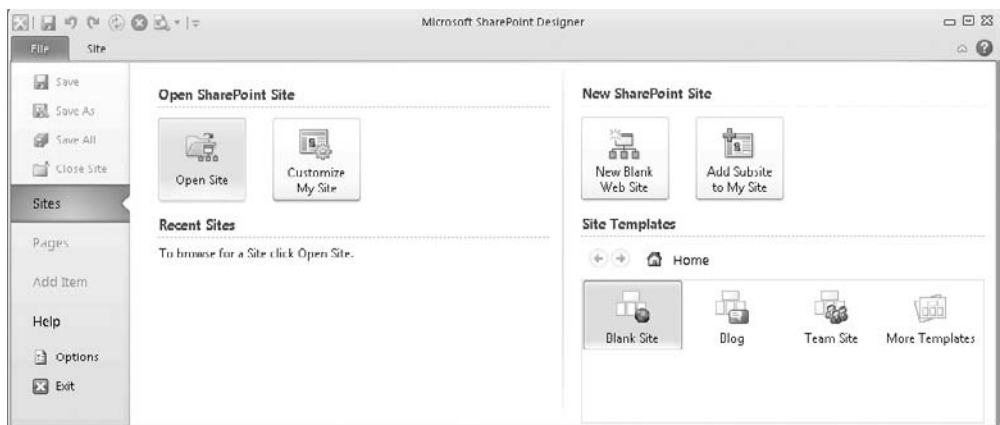 Microsoft SharePoint Designer
File
Site
Save
Save As
Save All
Close Site
Sites
Pages
Add Item
Help
Options
Exit
Open SharePoint Site
Open Site
Customize
My Site
Recent Sites
To browse for a Site click Open Site.
New SharePoint Site
New Blank
Web Site
Add Subsite
to My Site
Site Templates
Home
Blank Site
Blog
Team Site
More Templates